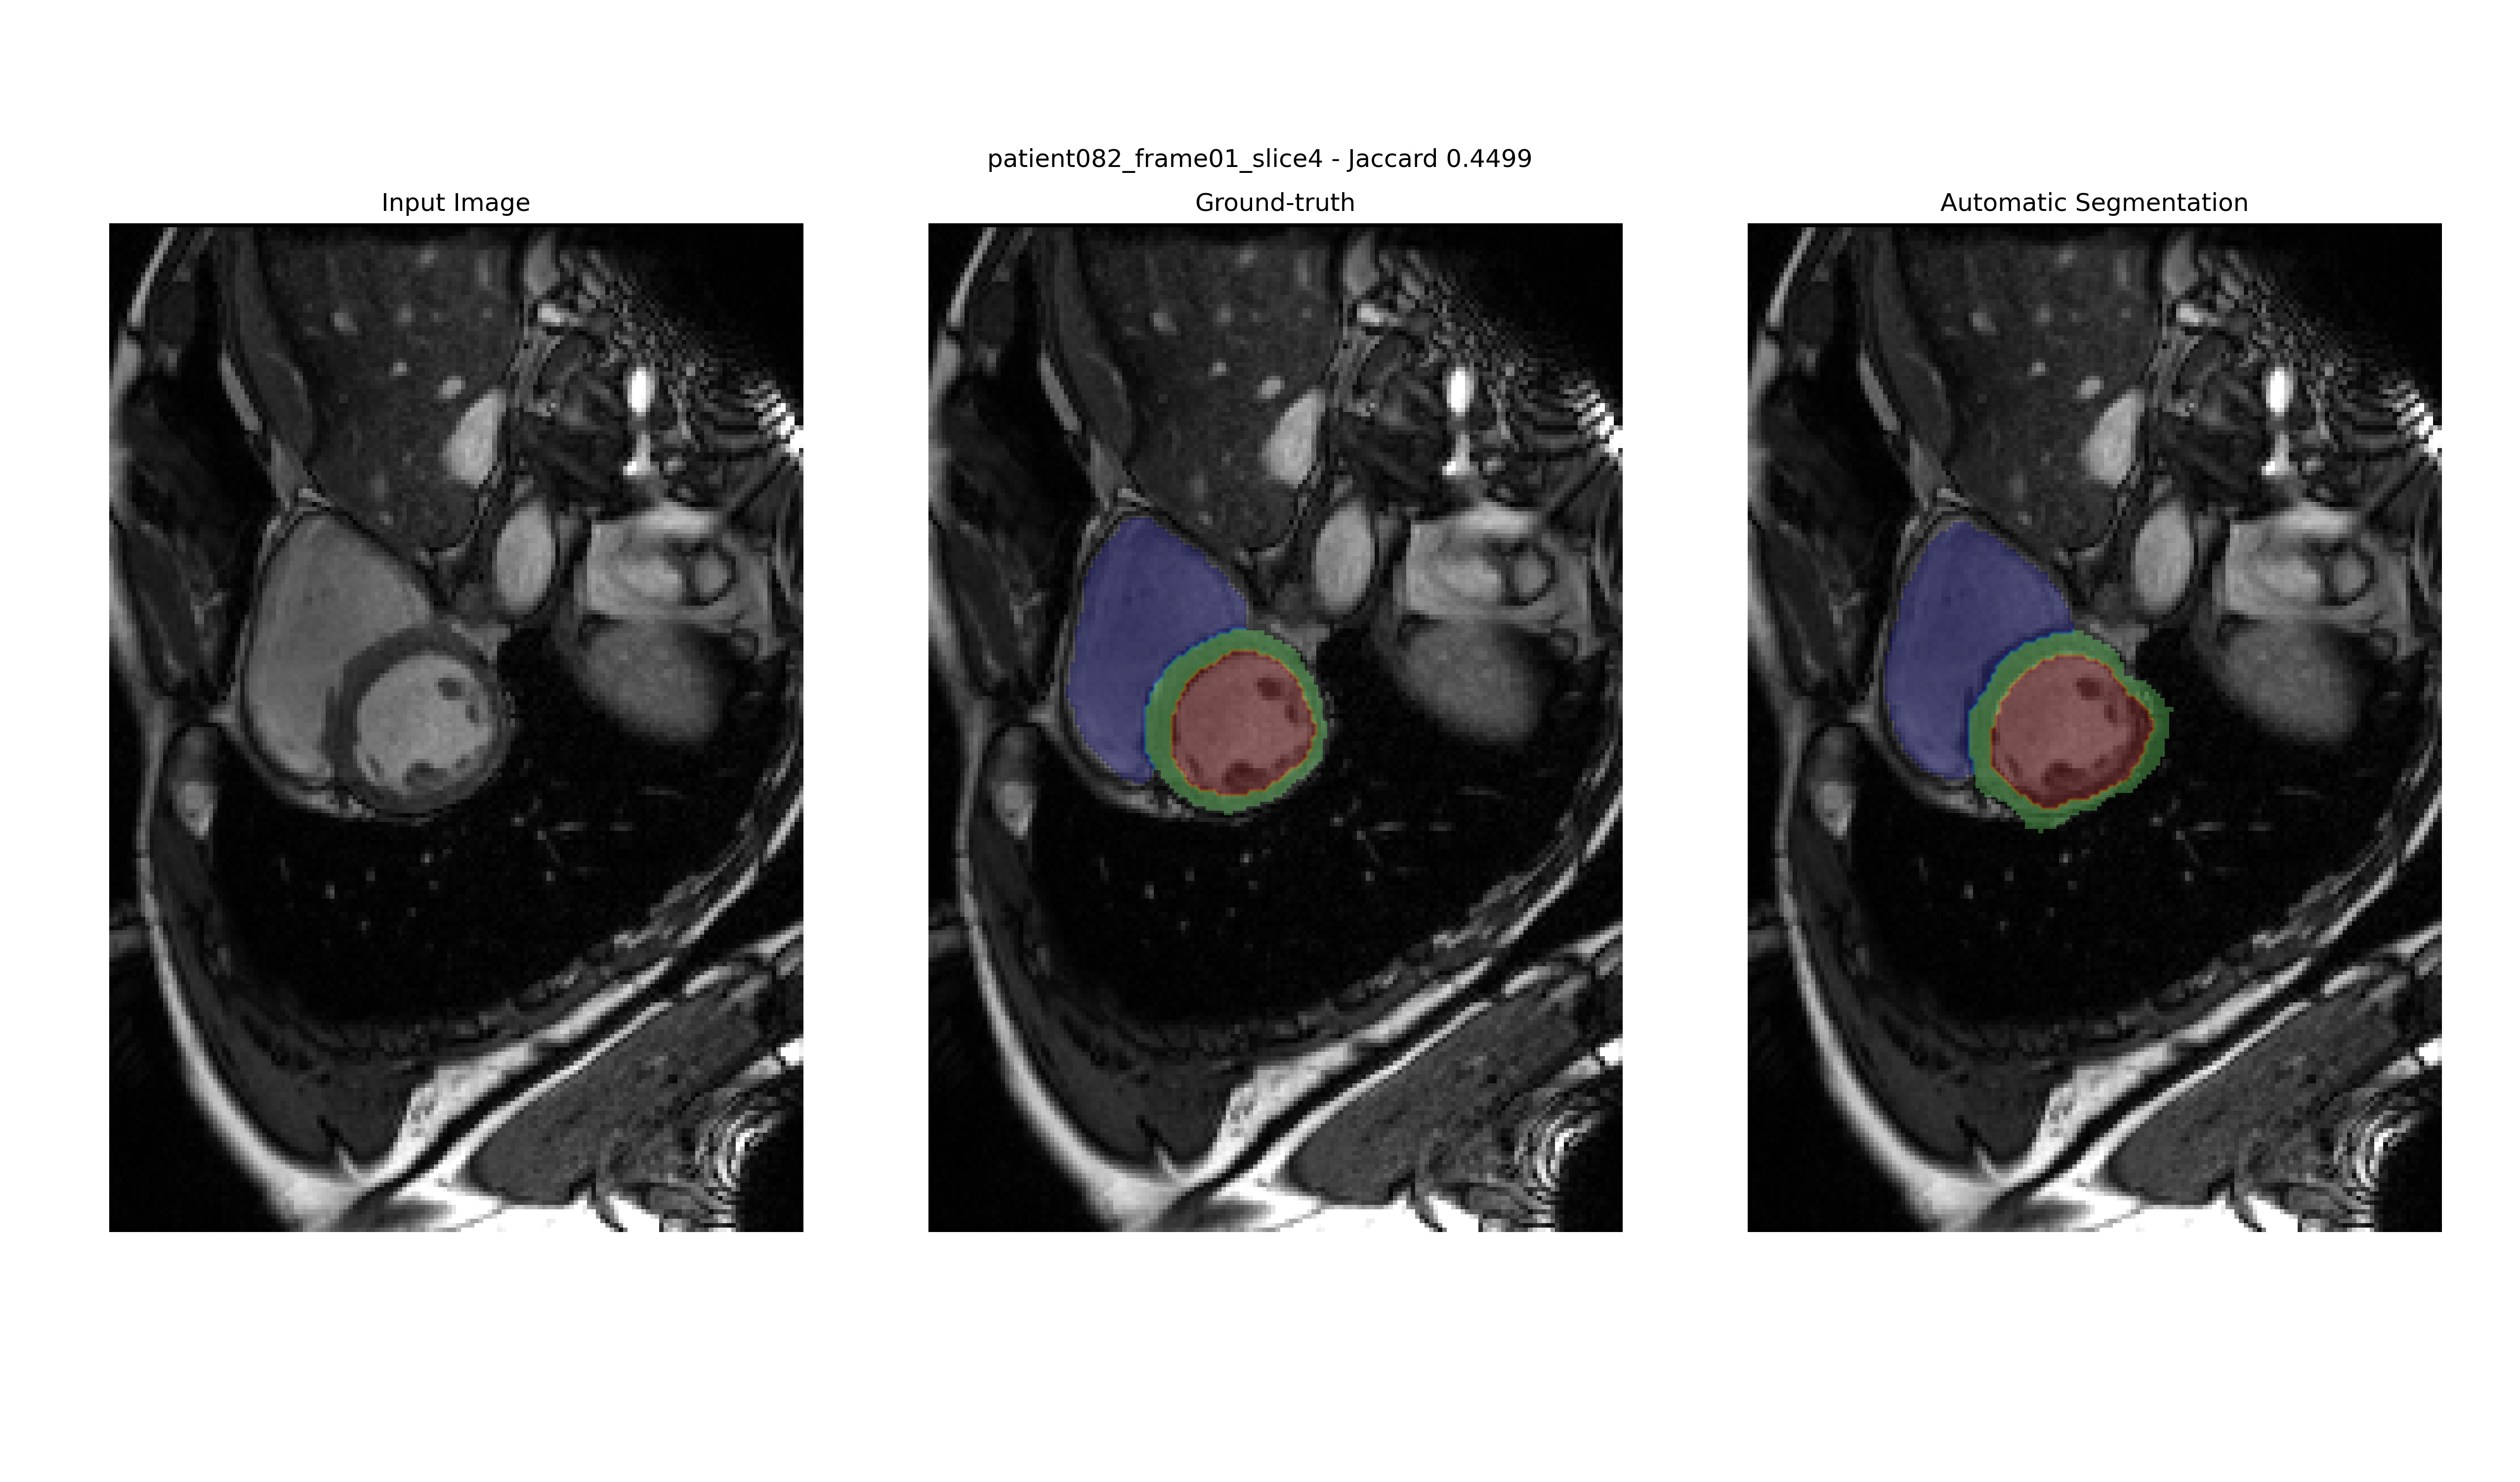 patient082_frame01_slice4 - Jaccard 0.4499
Input Image
Ground-truth
Automatic Segmentation